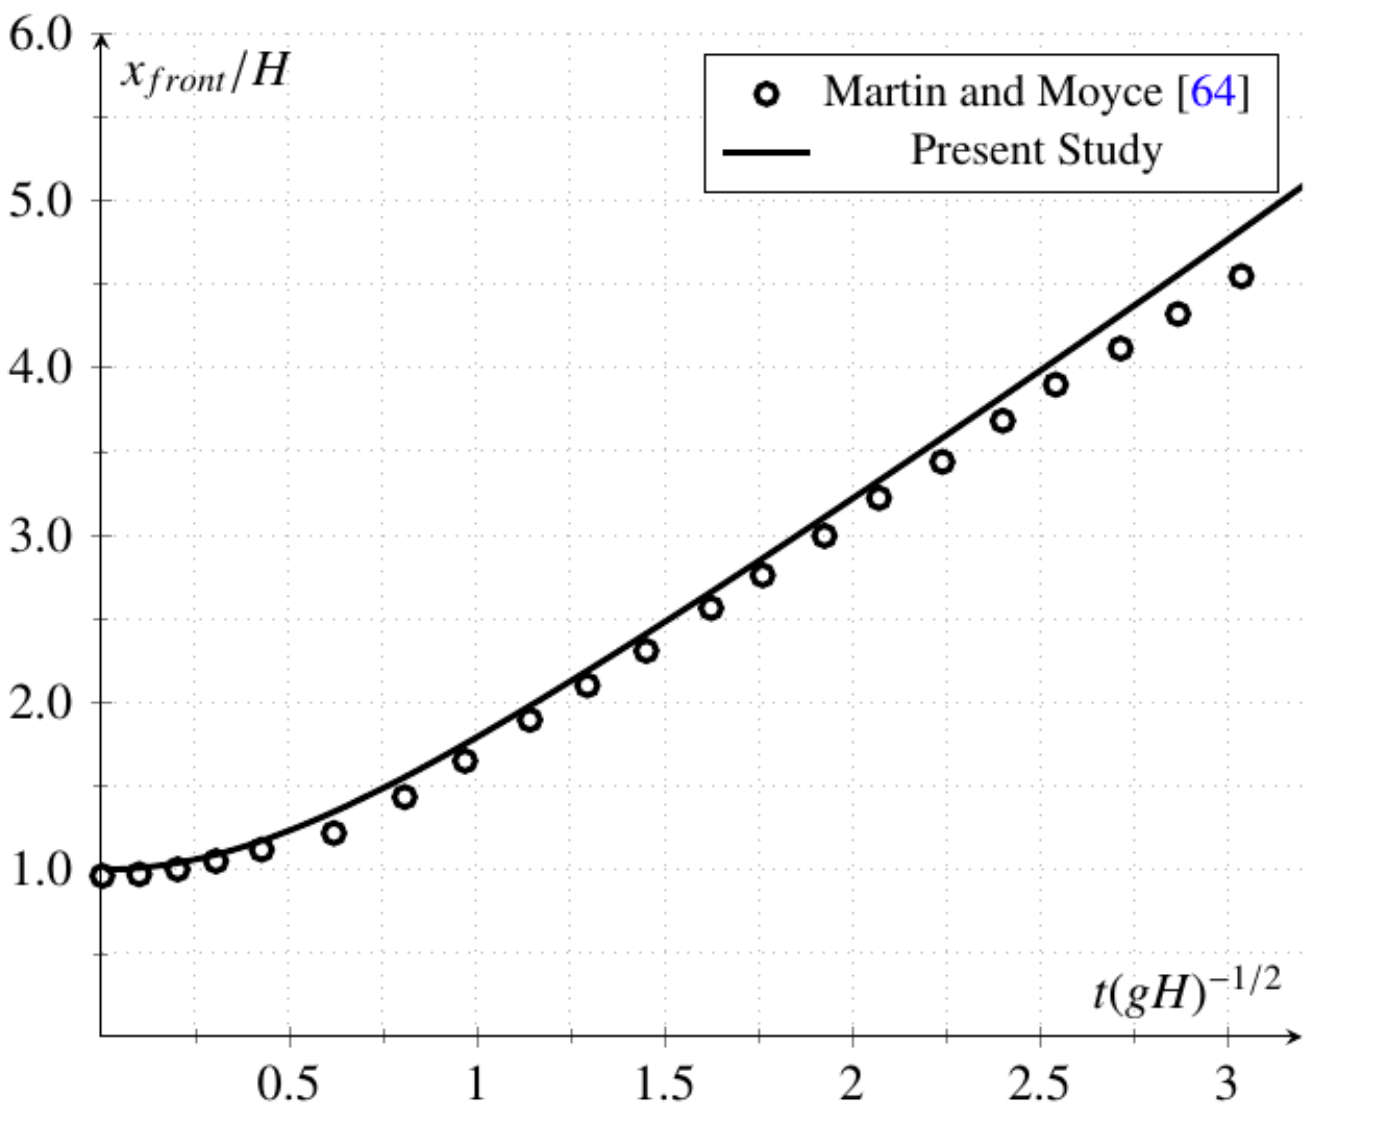 6.0
x_front/H
Martin and Moyce [64]
Present Study
5.0
4.0
3.0
2.0
1.0
t(gH)^{-1/2}
0.5 1 1.5 2 2.5 3